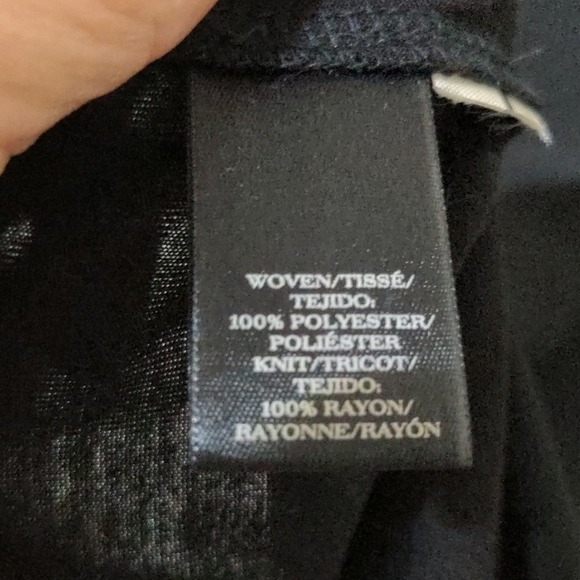 WOVEN/TISSÉ/
TEJIDO:
100% POLYESTER/
POLIÉSTER
KNIT/TRICOT/
TEJIDO:
100% RAYON/
RAYONNE/RAYÓN